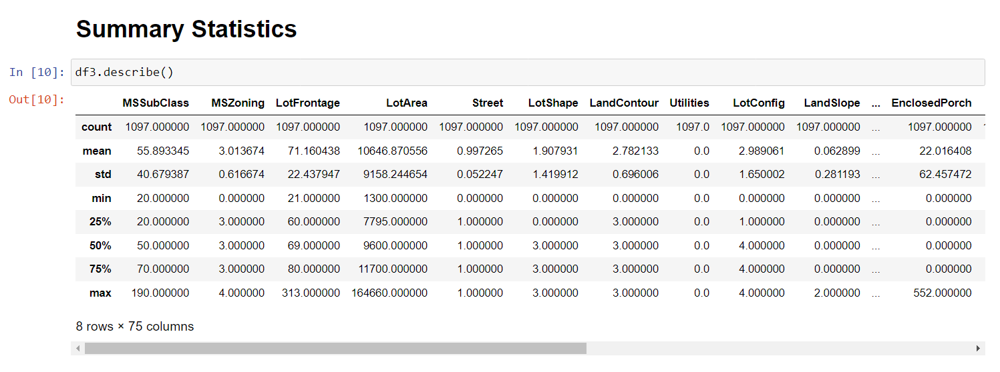 Summary Statistics
In [10]: df3.describe()
Out[10]:
MSSubClass MSZoning LotFrontage LotArea Street LotShape LandContour Utilities LotConfig LandSlope ... EnclosedPorch
count 1097.000000 1097.000000 1097.000000 1097.000000 1097.000000 1097.000000 1097.000000 1097.0 1097.000000 1097.000000 ... 1097.000000
mean 55.893345 3.013674 71.160438 10646.870556 0.997265 1.907931 2.782133 0.0 2.989061 0.062899 ... 22.016408
std 40.679387 0.616674 22.437947 9158.244654 0.052247 1.419912 0.696006 0.0 1.650002 0.281193 ... 62.457472
min 20.000000 0.000000 21.000000 1300.000000 0.000000 0.000000 0.000000 0.0 0.000000 0.000000 ... 0.000000
25% 20.000000 3.000000 60.000000 7795.000000 1.000000 0.000000 3.000000 0.0 1.000000 0.000000 ... 0.000000
50% 50.000000 3.000000 69.000000 9600.000000 1.000000 3.000000 3.000000 0.0 4.000000 0.000000 ... 0.000000
75% 70.000000 3.000000 80.000000 11700.000000 1.000000 3.000000 3.000000 0.0 4.000000 0.000000 ... 0.000000
max 190.000000 4.000000 313.000000 164660.000000 1.000000 3.000000 3.000000 0.0 4.000000 2.000000 ... 552.000000
8 rows × 75 columns